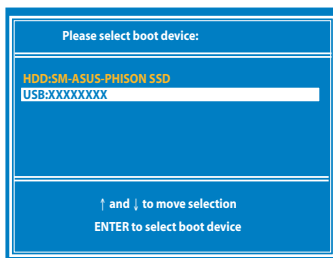 Please select boot device:
HDD:SM-ASUS-PHISON SSD
USB:XXXXXXXX
↑ and ↓ to move selection
ENTER to select boot device